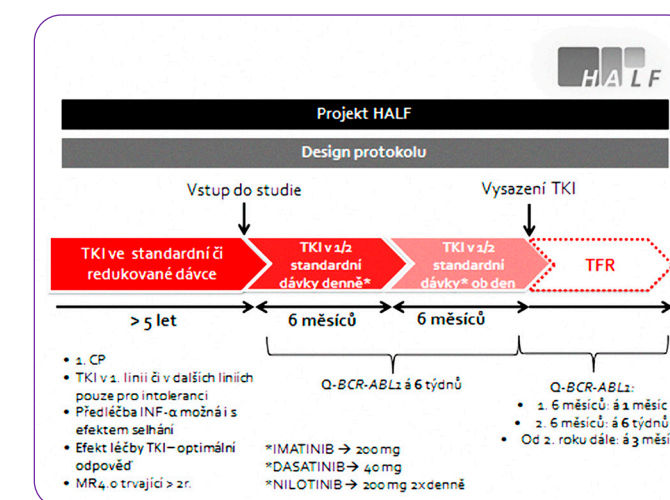 HALF
Projekt HALF
Design protokolu
Vstup do studie
Vysazení TKI
TKI ve standardní či
redukované dávce
TKI v 1/2
standardní
dávky denně*
TKI v 1/2
standardní
dávky* ob den
TFR
> 5 let
6 měsíců
6 měsíců
• 1. CP
• TKI v 1. linii či v dalších liniích
pouze pro intoleranci
• Předléčba INF-α možná i s
efektem selhání
• Efekt léčby TKI – optimální
odpověď
• MR4.0 trvající > 2r.
Q-BCR-ABL1 á 6 týdnů
*IMATINIB → 200 mg
*DASATINIB → 40 mg
*NILOTINIB → 200 mg 2x denně
Q-BCR-ABL1:
• 1. 6 měsíců: á 1 měsíc
• 2. 6 měsíců: á 6 týdnů
• Od 2. roku dále: á 3 měsí